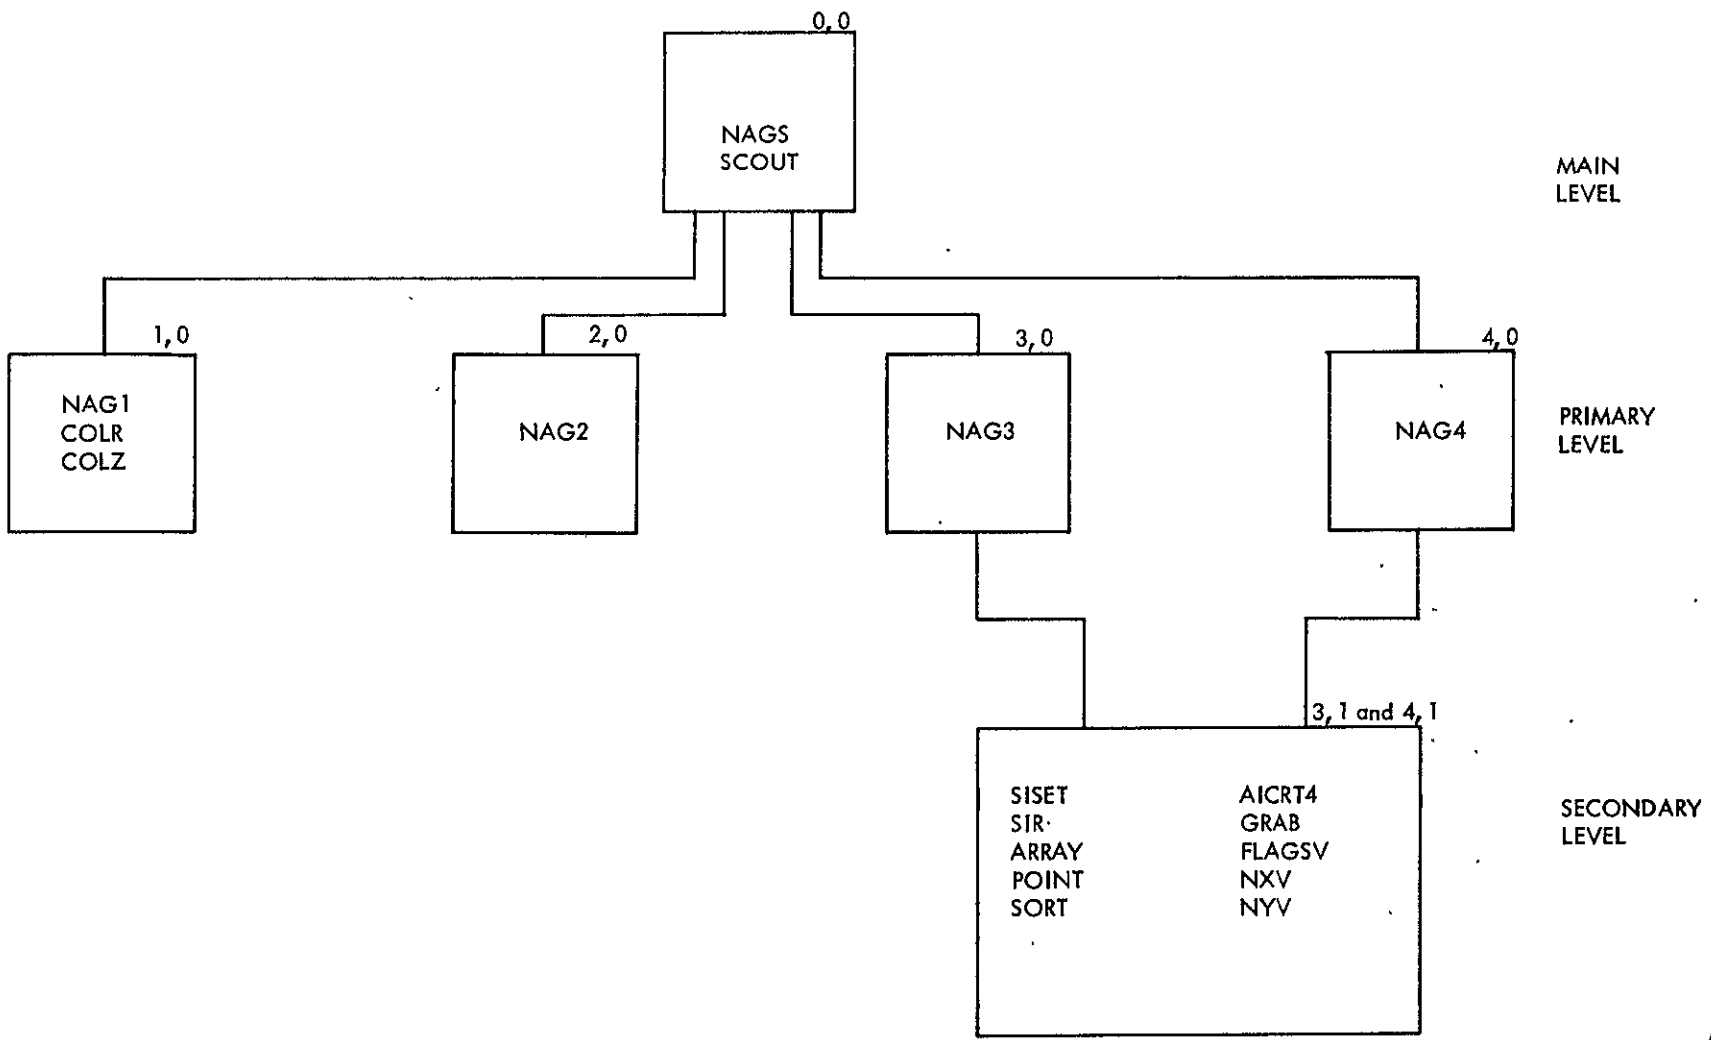 0,0
NAGS
SCOUT
MAIN
LEVEL
1,0
2,0
3,0
4,0
NAG1
COLR
COLZ
NAG2
NAG3
NAG4
PRIMARY
LEVEL
3,1 and 4,1
SISET
SIR
ARRAY
POINT
SORT
AICRT4
GRAB
FLAGSV
NXV
NYV
SECONDARY
LEVEL